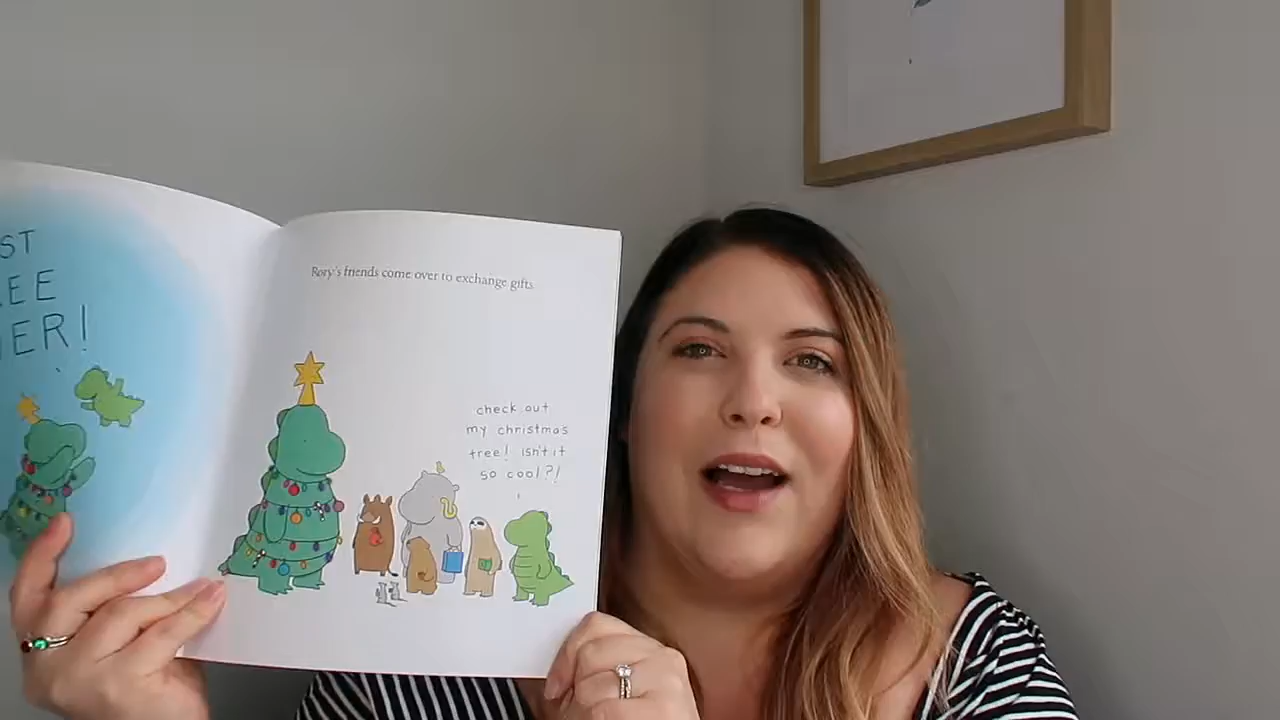 ST
EE
ER!
Rory's friends come over to exchange gifts.
check out
my christmas
tree! isn't it
so cool?!